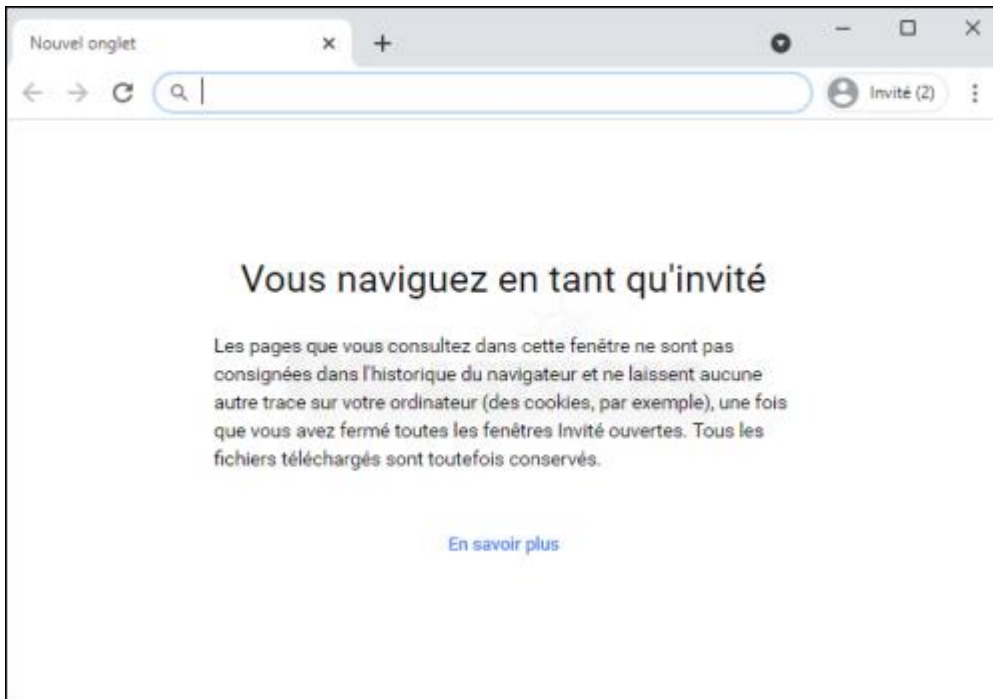 Nouvel onglet
Invité (2)
Vous naviguez en tant qu'invité
Les pages que vous consultez dans cette fenêtre ne sont pas
consignées dans l'historique du navigateur et ne laissent aucune
autre trace sur votre ordinateur (des cookies, par exemple), une fois
que vous avez fermé toutes les fenêtres Invité ouvertes. Tous les
fichiers téléchargés sont toutefois conservés.
En savoir plus